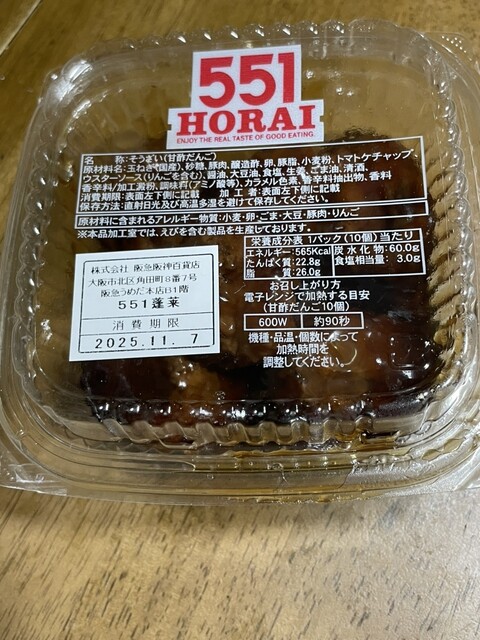 551
HORAI
ENJOY THE REAL TASTE OF GOOD EATING.
名 称:そうざい(甘酢だんご)
原材料名:玉ねぎ(国産)、砂糖、豚肉、醸造酢、卵、豚脂、小麦粉、トマトケチャップ、
ウスターソース(りんごを含む)、醤油、大豆油、食塩、生姜、ごま油、清酒、
香辛料/加工澱粉、調味料(アミノ酸等)、カラメル色素、香辛料抽出物、香料
消費期限:表面左下側に記載 加 工 者:表面左下側に記載
保存方法:直射日光及び高温多湿を避けて保存してください。
原材料に含まれるアレルギー物質:小麦・卵・ごま・大豆・豚肉・りんご
※本品加工室では、えびを含む製品を生産しております。
栄養成分表 1パック(10個)当たり
エネルギー:565Kcal 炭 水 化 物:60.0g
たんぱく質:22.8g 食塩相当量: 3.0g
脂 質:26.0g
お召し上がり方
電子レンジで加熱する目安
(甘酢だんご10個)
600W 約90秒
機種・品温・個数によって
加熱時間を
調整してください。
株式会社 阪急阪神百貨店
大阪市北区角田町8番7号
阪急うめだ本店B1階
551蓬莱
消 費 期 限
2025.11. 7